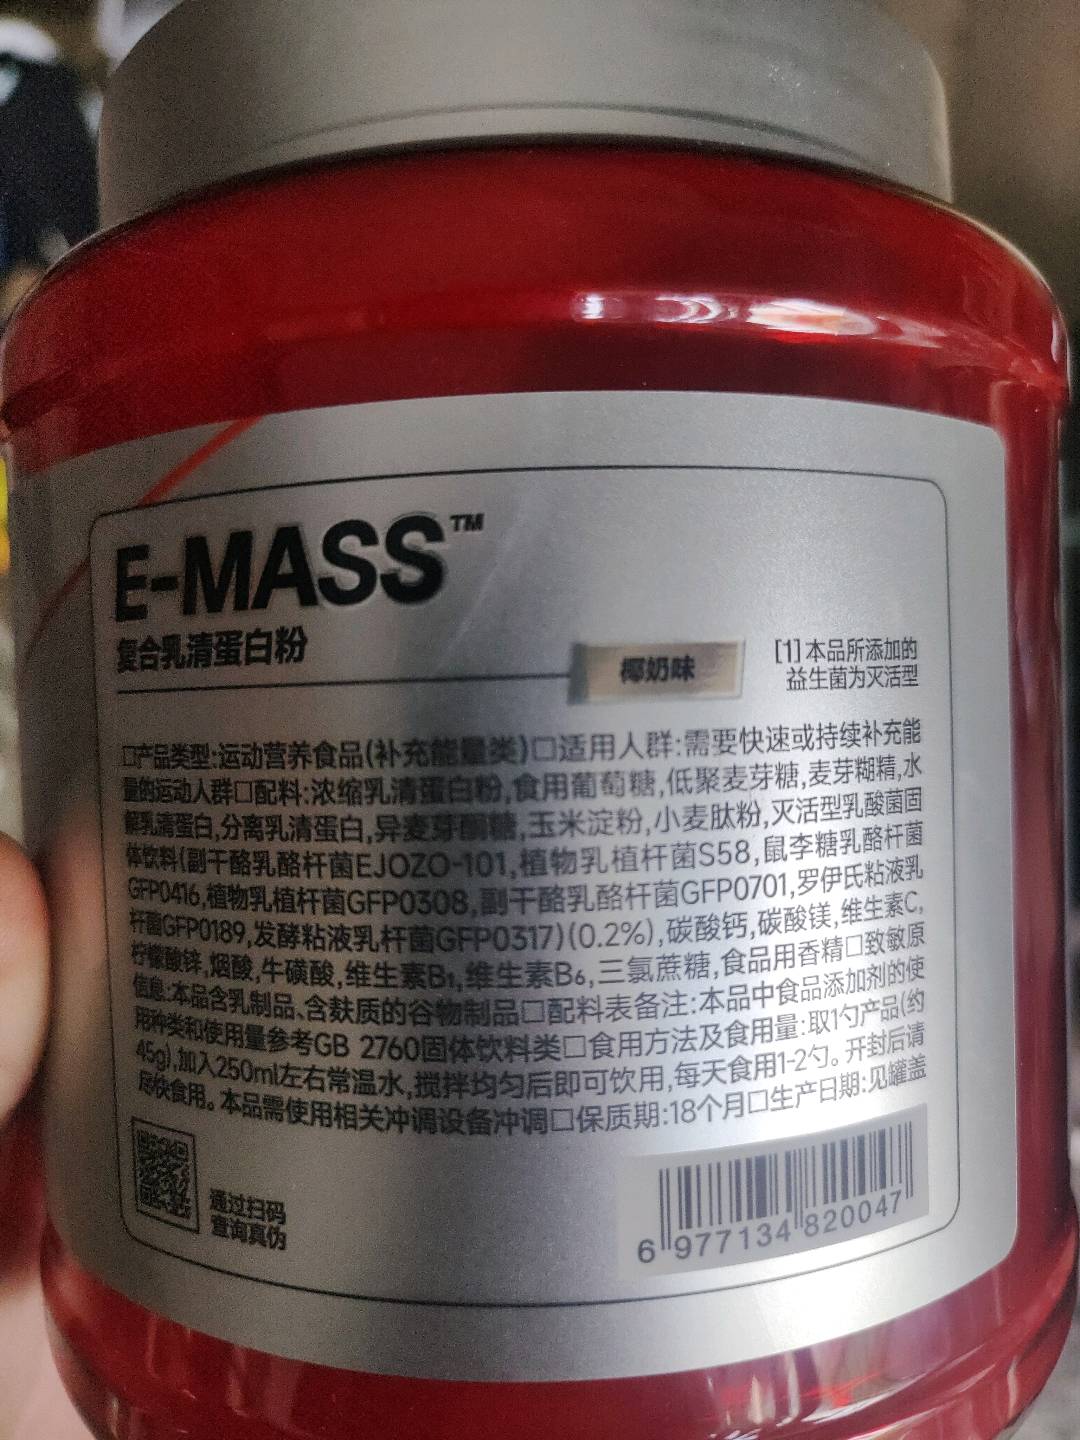 E-MASS™
复合乳清蛋白粉
椰奶味
[1]本品所添加的
益生菌为灭活型
□产品类型:运动营养食品(补充能量类)□适用人群:需要快速或持续补充能
量的运动人群□配料:浓缩乳清蛋白粉,食用葡萄糖,低聚麦芽糖,麦芽糊精,水
解乳清蛋白,分离乳清蛋白,异麦芽酮糖,玉米淀粉,小麦肽粉,灭活型乳酸菌固
体饮料(副干酪乳酪杆菌EJOZO-101,植物乳植杆菌S58,鼠李糖乳酪杆菌
GFP0416,植物乳植杆菌GFP0308,副干酪乳酪杆菌GFP0701,罗伊氏粘液乳
杆菌GFP0189,发酵粘液乳杆菌GFP0317)(0.2%),碳酸钙,碳酸镁,维生素C,
柠檬酸锌,烟酸,牛磺酸,维生素B₁,维生素B₆,三氯蔗糖,食品用香精□致敏原
信息:本品含乳制品、含麸质的谷物制品□配料表备注:本品中食品添加剂的使
用种类和使用量参考GB 2760固体饮料类□食用方法及食用量:取1勺产品(约
45g),加入250ml左右常温水,搅拌均匀后即可饮用,每天食用1-2勺。开封后请
尽快食用。本品需使用相关冲调设备冲调□保质期:18个月□生产日期:见罐盖
通过扫码
查询真伪
6 977134 820047